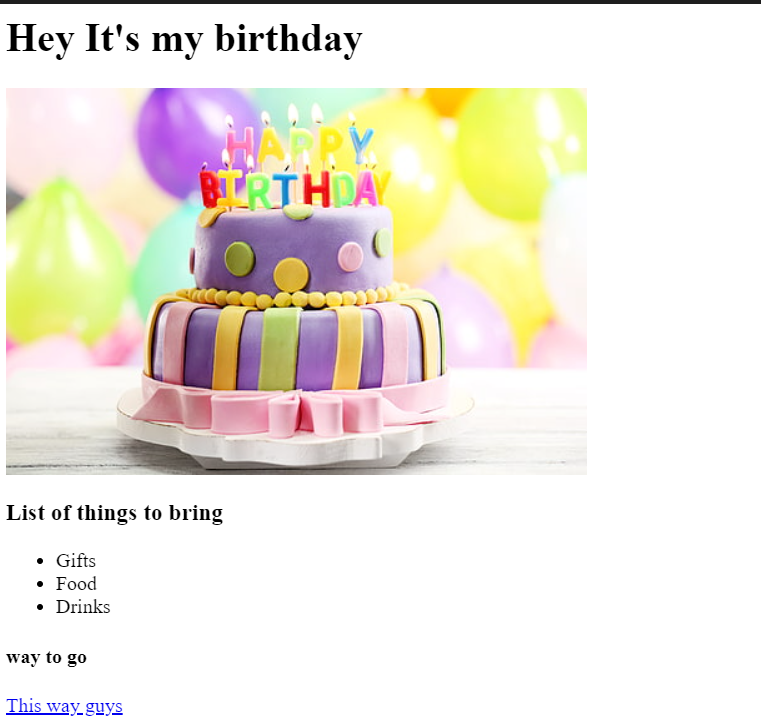 Hey It's my birthday
HAPPY
BIRTHDAY
List of things to bring
Gifts
Food
Drinks
way to go
This way guys